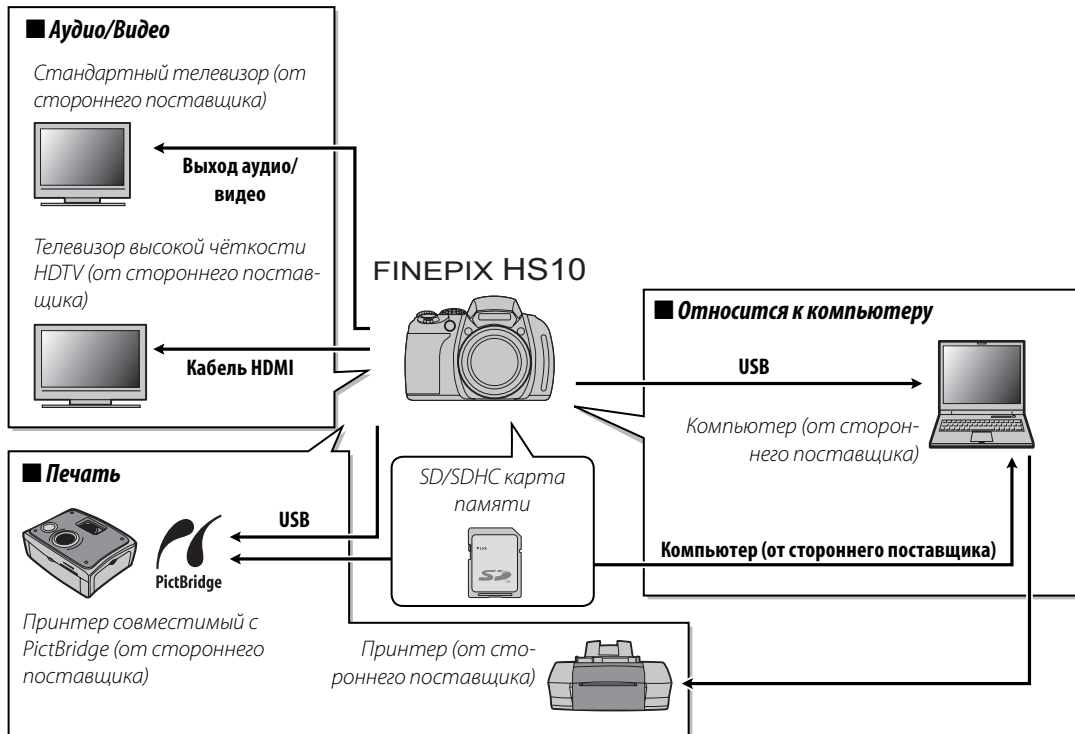 ■ Аудио/Видео
Стандартный телевизор (от
стороннего поставщика)
Выход аудио/
видео
Телевизор высокой чёткости
HDTV (от стороннего постав-
щика)
Кабель HDMI
FINEPIX HS10
■ Относится к компьютеру
USB
Компьютер (от сторон-
него поставщика)
Компьютер (от стороннего поставщика)
SD/SDHC карта
памяти
Lock
SD
■ Печать
USB
PictBridge
Принтер совместимый с
PictBridge (от стороннего
поставщика)
Принтер (от сто-
роннего поставщика)